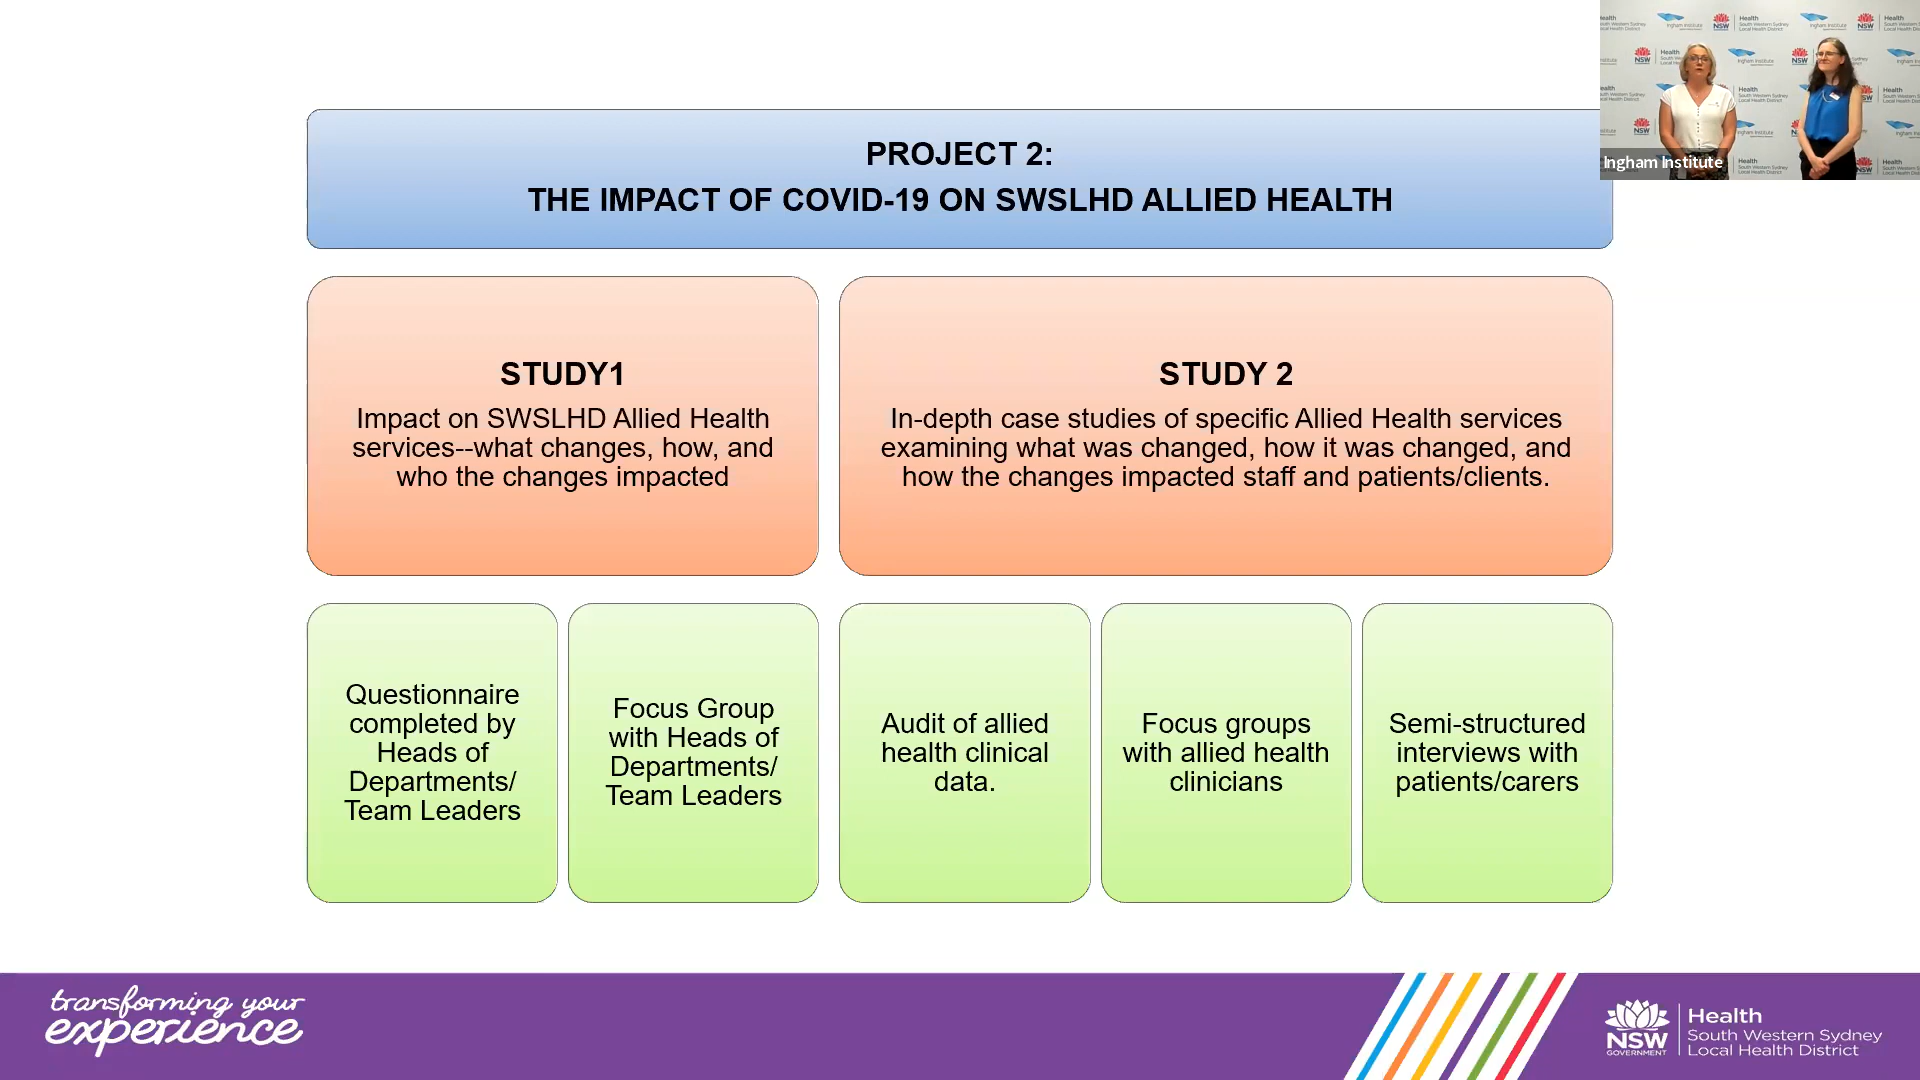 PROJECT 2:
THE IMPACT OF COVID-19 ON SWSLHD ALLIED HEALTH
STUDY1
Impact on SWSLHD Allied Health
services--what changes, how, and
who the changes impacted
STUDY 2
In-depth case studies of specific Allied Health services
examining what was changed, how it was changed, and
how the changes impacted staff and patients/clients.
Questionnaire
completed by
Heads of
Departments/
Team Leaders
Focus Group
with Heads of
Departments/
Team Leaders
Audit of allied
health clinical
data.
Focus groups
with allied health
clinicians
Semi-structured
interviews with
patients/carers
Ingham Institute
transforming your
experience
NSW
GOVERNMENT
Health
South Western Sydney
Local Health District